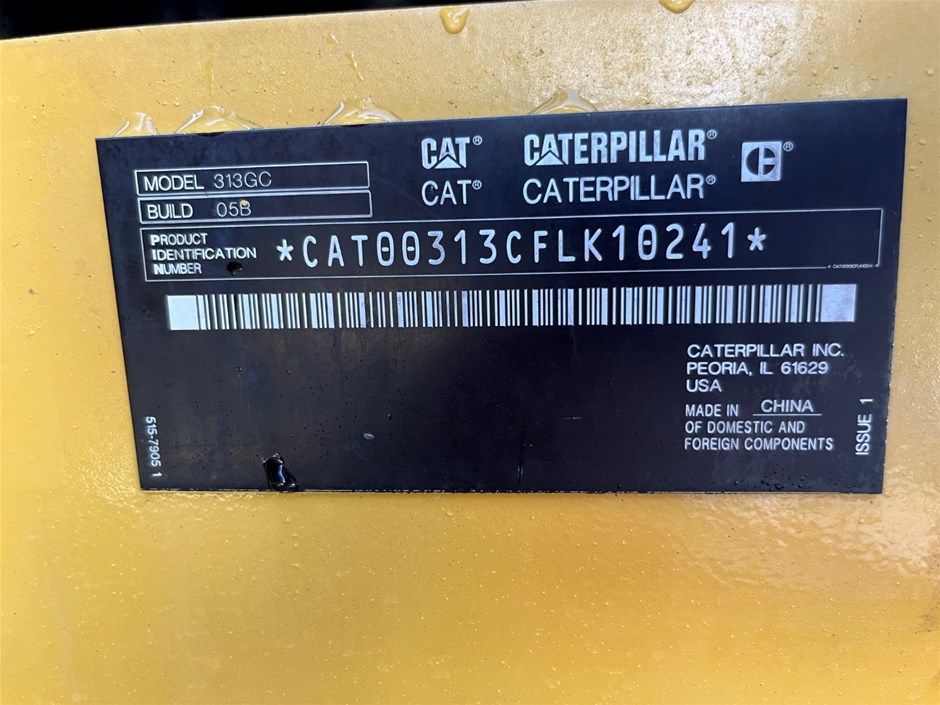 CAT® CATERPILLAR® C®
CAT® CATERPILLAR®
MODEL 313GC
BUILD 05B
PRODUCT
IDENTIFICATION
NUMBER
*CAT00313CFLK10241*
CATERPILLAR INC.
PEORIA, IL 61629
USA
MADE IN CHINA
OF DOMESTIC AND
FOREIGN COMPONENTS
515-7905 1
ISSUE 1